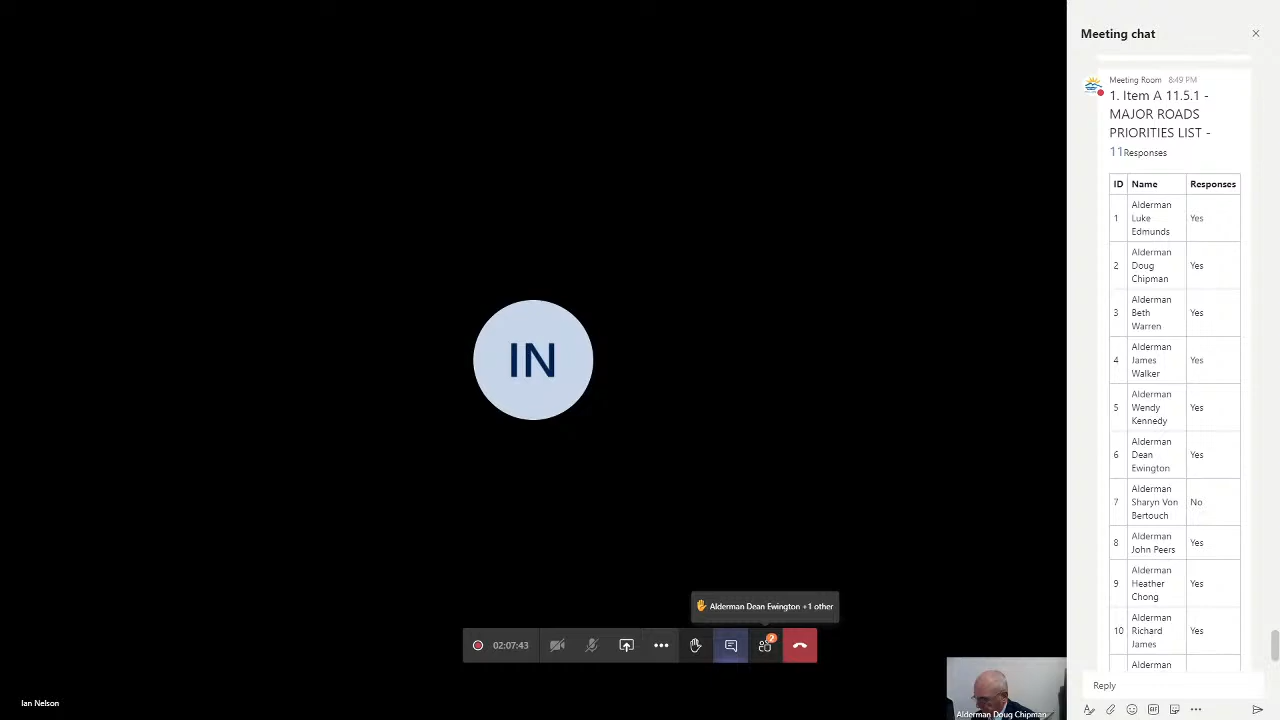 Meeting chat
Meeting Room 8:49 PM
1. Item A 11.5.1 -
MAJOR ROADS
PRIORITIES LIST -
11Responses
ID Name Responses
1 Alderman Luke Edmunds Yes
2 Alderman Doug Chipman Yes
3 Alderman Beth Warren Yes
4 Alderman James Walker Yes
5 Alderman Wendy Kennedy Yes
6 Alderman Dean Ewington Yes
7 Alderman Sharyn Von Bertouch No
8 Alderman John Peers Yes
9 Alderman Heather Chong Yes
10 Alderman Richard James Yes
Alderman
Reply
IN
Alderman Dean Ewington +1 other
02:07:43
2
Ian Nelson
Alderman Doug Chipman